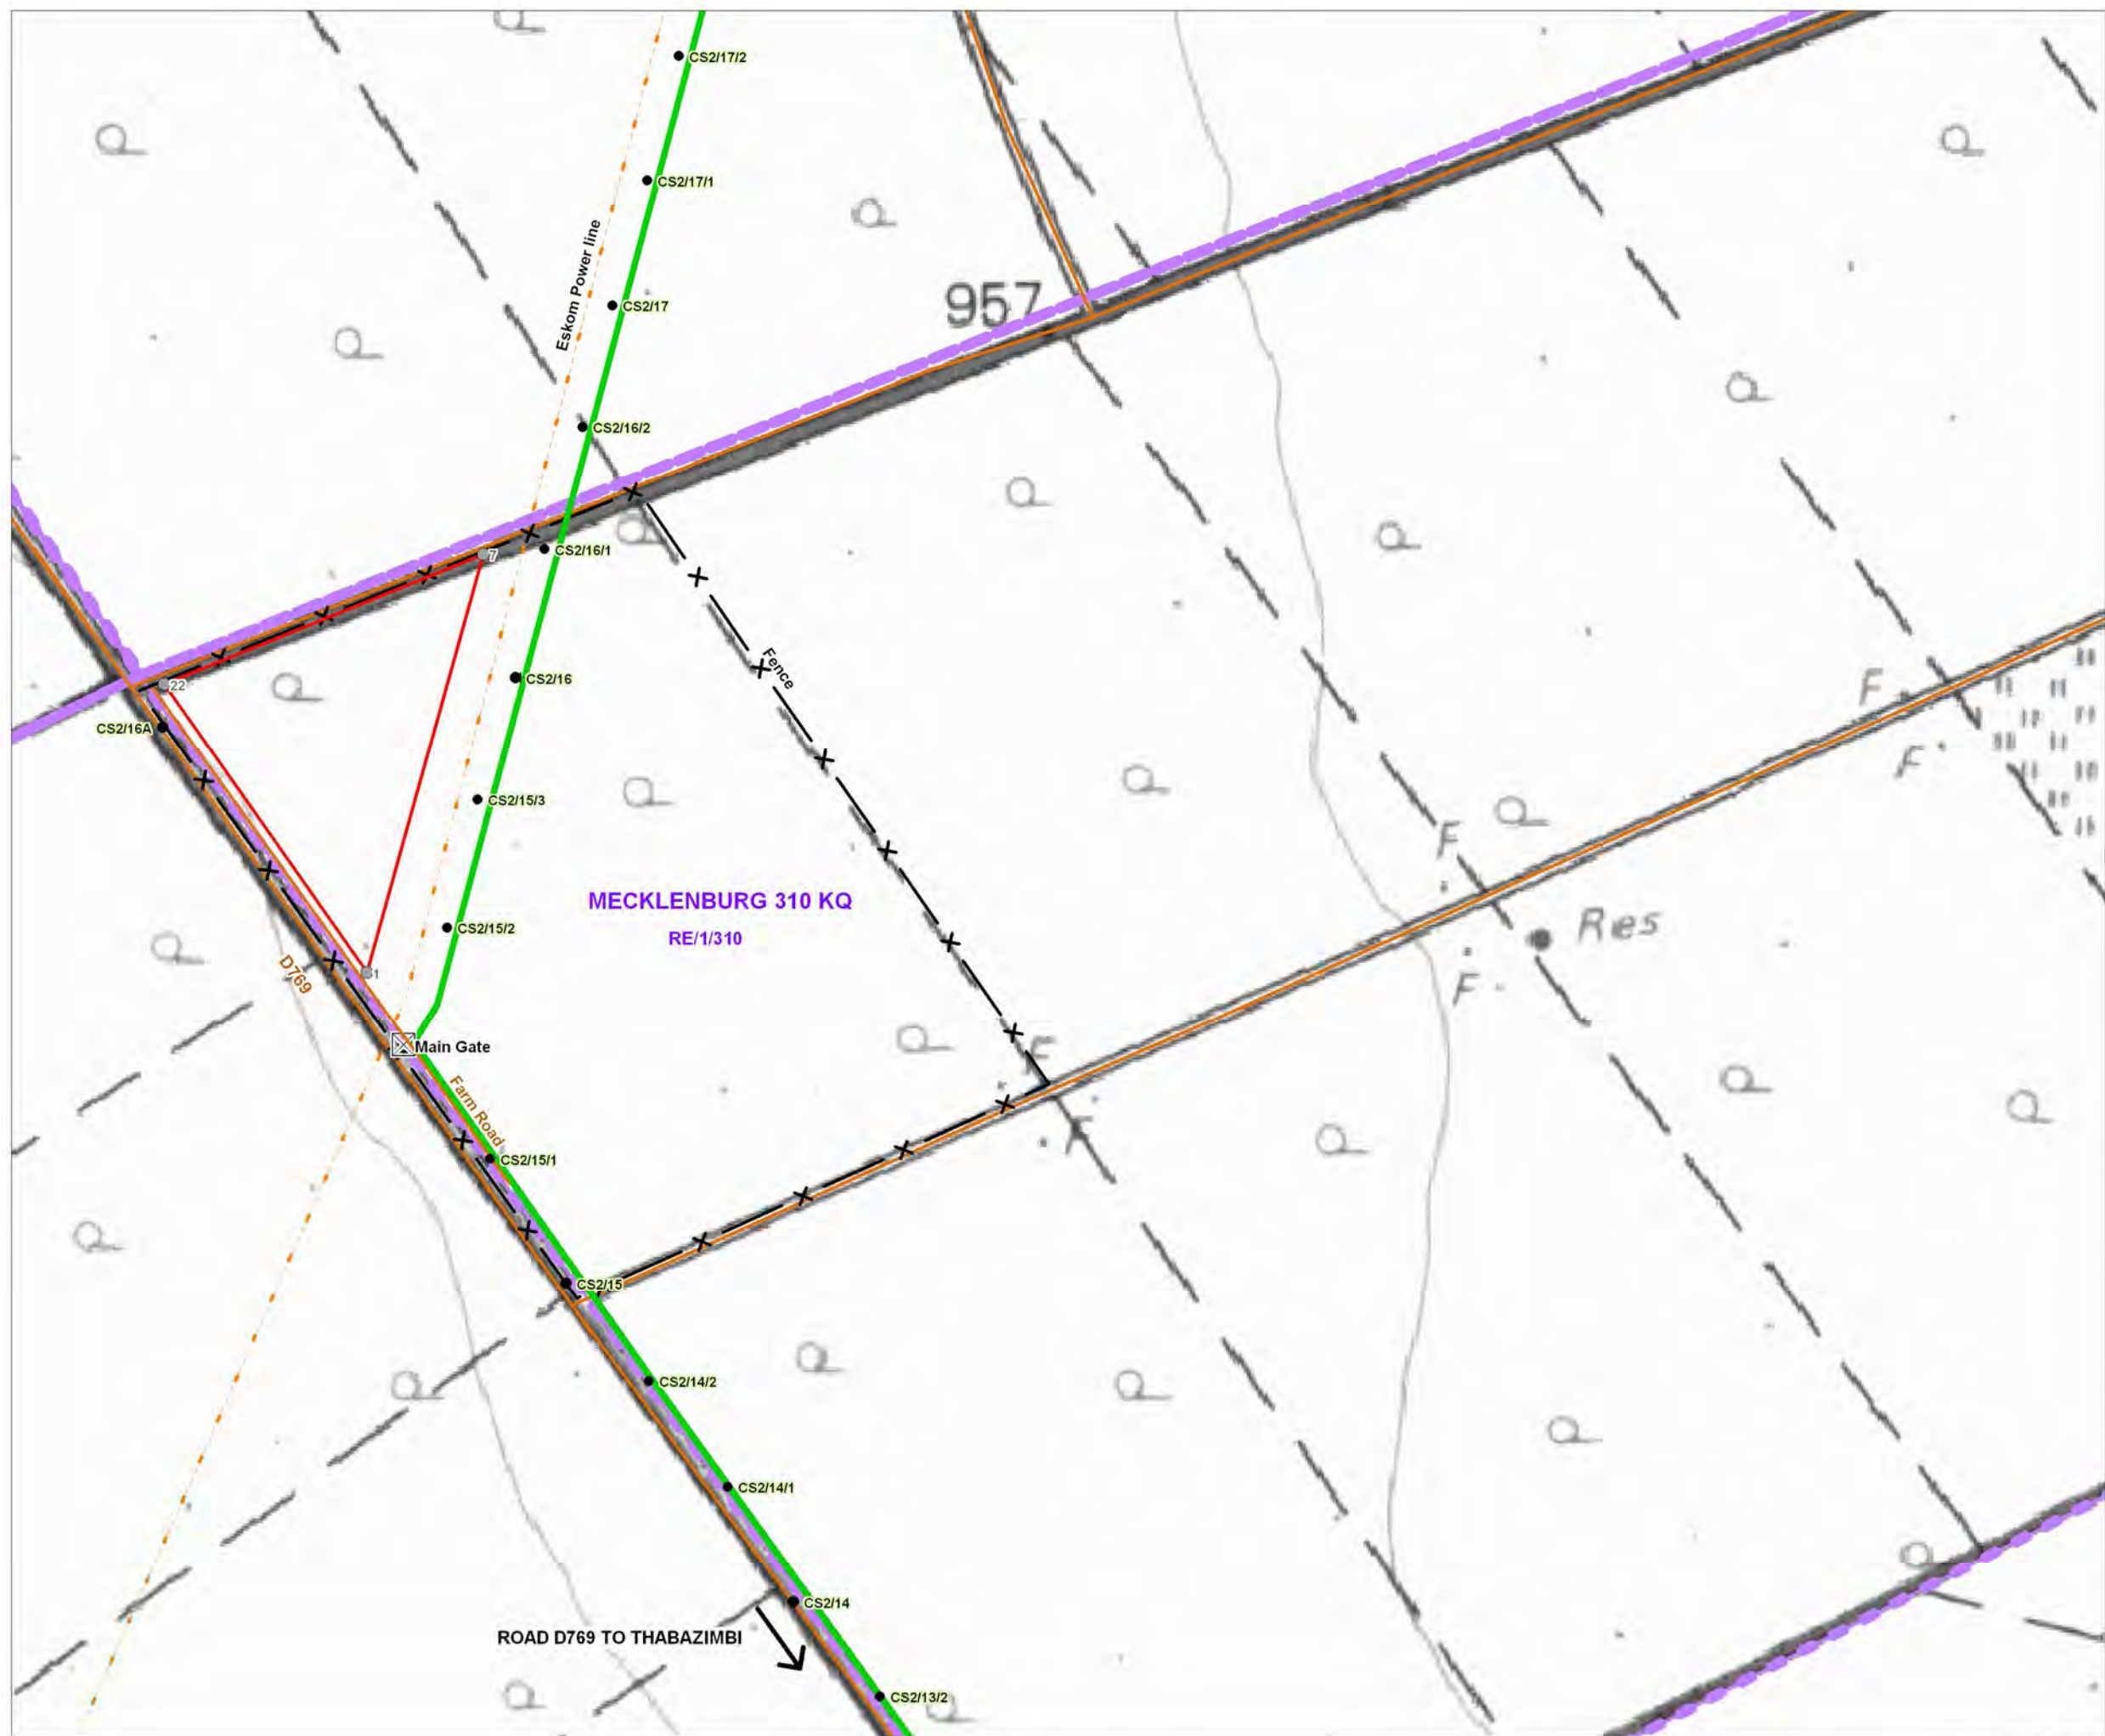 CS2/17/2
CS2/17/1
Eskom Power line
CS2/17
957
CS2/16/2
7
CS2/16/1
Fence
CS2/16
22
CS2/16A
F
F
CS2/15/3
F
MECKLENBURG 310 KQ
RE/1/310
CS2/15/2
Res
D769
1
F
Main Gate
F
Farm Road
F
CS2/15/1
CS2/15
CS2/14/2
CS2/14/1
CS2/14
ROAD D769 TO THABAZIMBI
CS2/13/2